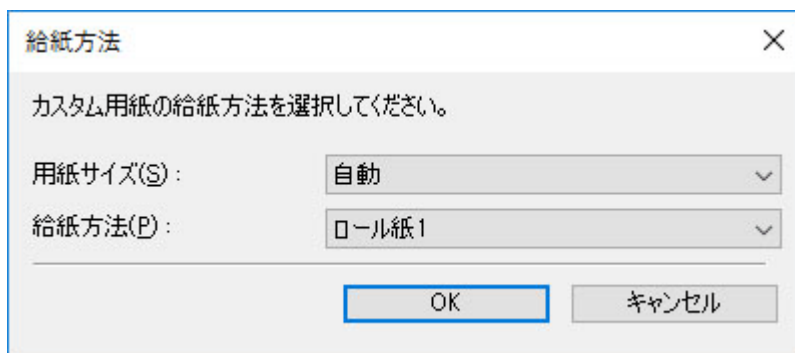 給紙方法
カスタム用紙の給紙方法を選択してください。
用紙サイズ(S)： 自動
給紙方法(P)： ロール紙1
OK キャンセル